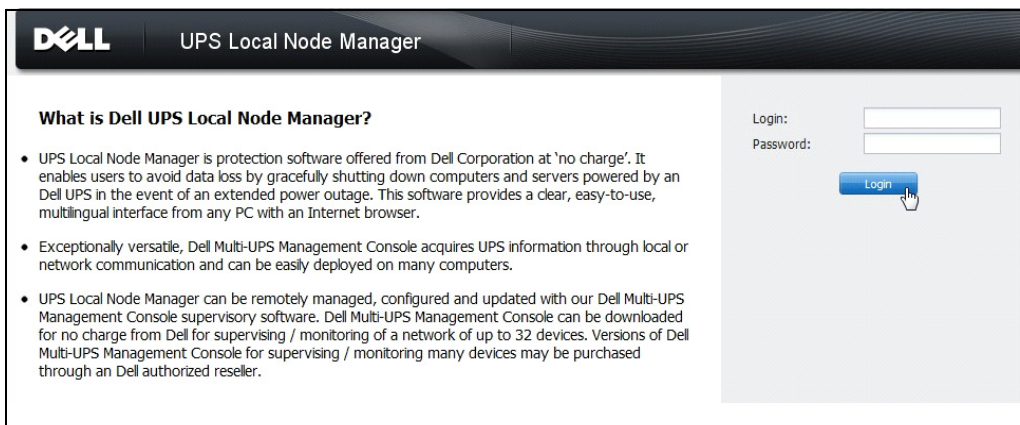 DELL
UPS Local Node Manager
What is Dell UPS Local Node Manager?
• UPS Local Node Manager is protection software offered from Dell Corporation at ‘no charge’. It
enables users to avoid data loss by gracefully shutting down computers and servers powered by an
Dell UPS in the event of an extended power outage. This software provides a clear, easy-to-use,
multilingual interface from any PC with an Internet browser.
• Exceptionally versatile, Dell Multi-UPS Management Console acquires UPS information through local or
network communication and can be easily deployed on many computers.
• UPS Local Node Manager can be remotely managed, configured and updated with our Dell Multi-UPS
Management Console supervisory software. Dell Multi-UPS Management Console can be downloaded
for no charge from Dell for supervising / monitoring of a network of up to 32 devices. Versions of Dell
Multi-UPS Management Console for supervising / monitoring many devices may be purchased
through an Dell authorized reseller.
Login:
Password:
Login